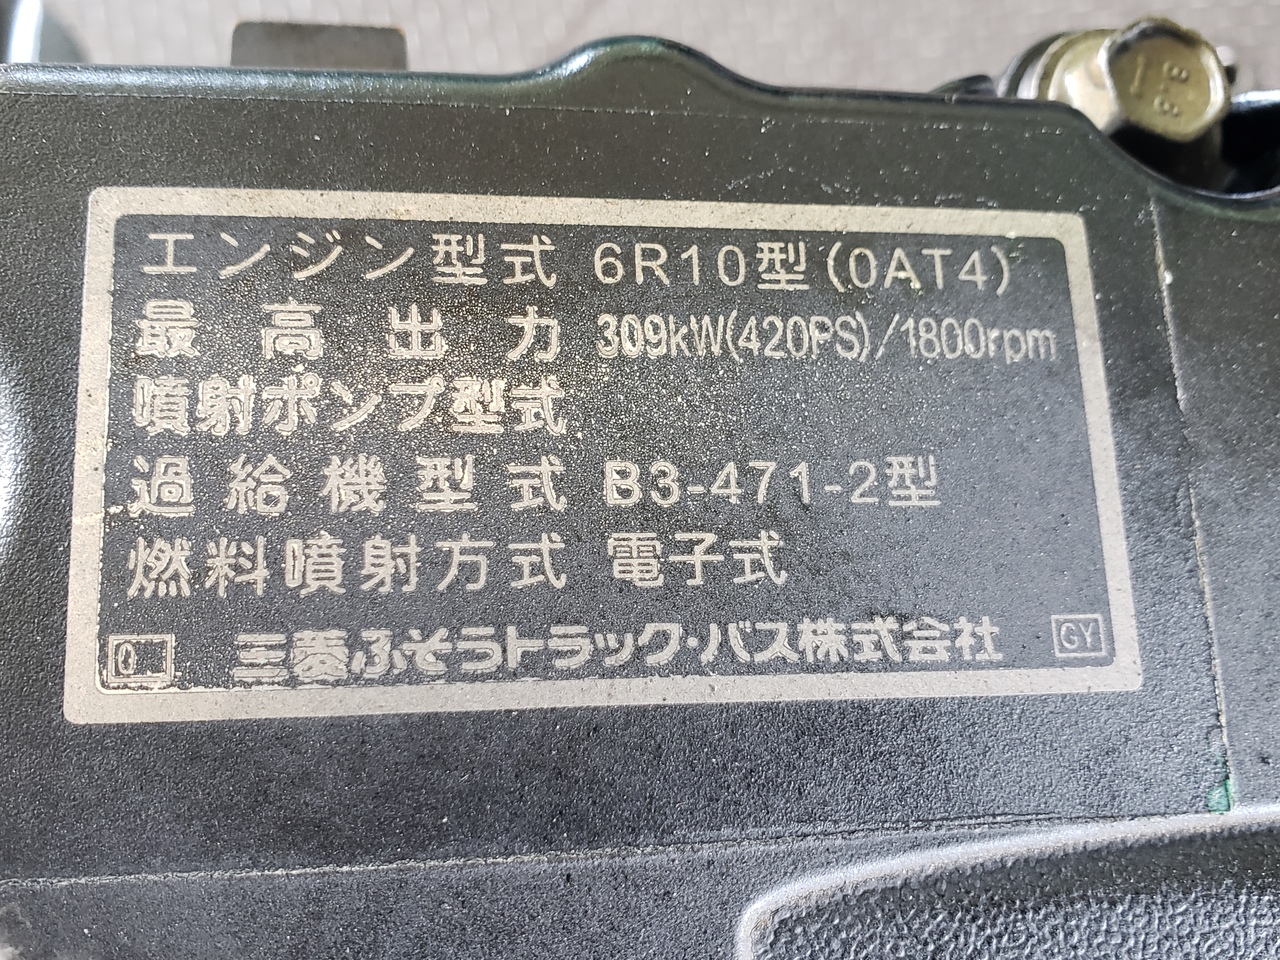 エンジン型式 6R10型(0AT4)
最高出力 309kW(420PS)/1800rpm
噴射ポンプ型式
過給機型式 B3-471-2型
燃料噴射方式 電子式
0 三菱ふそうトラック・バス株式会社 GY